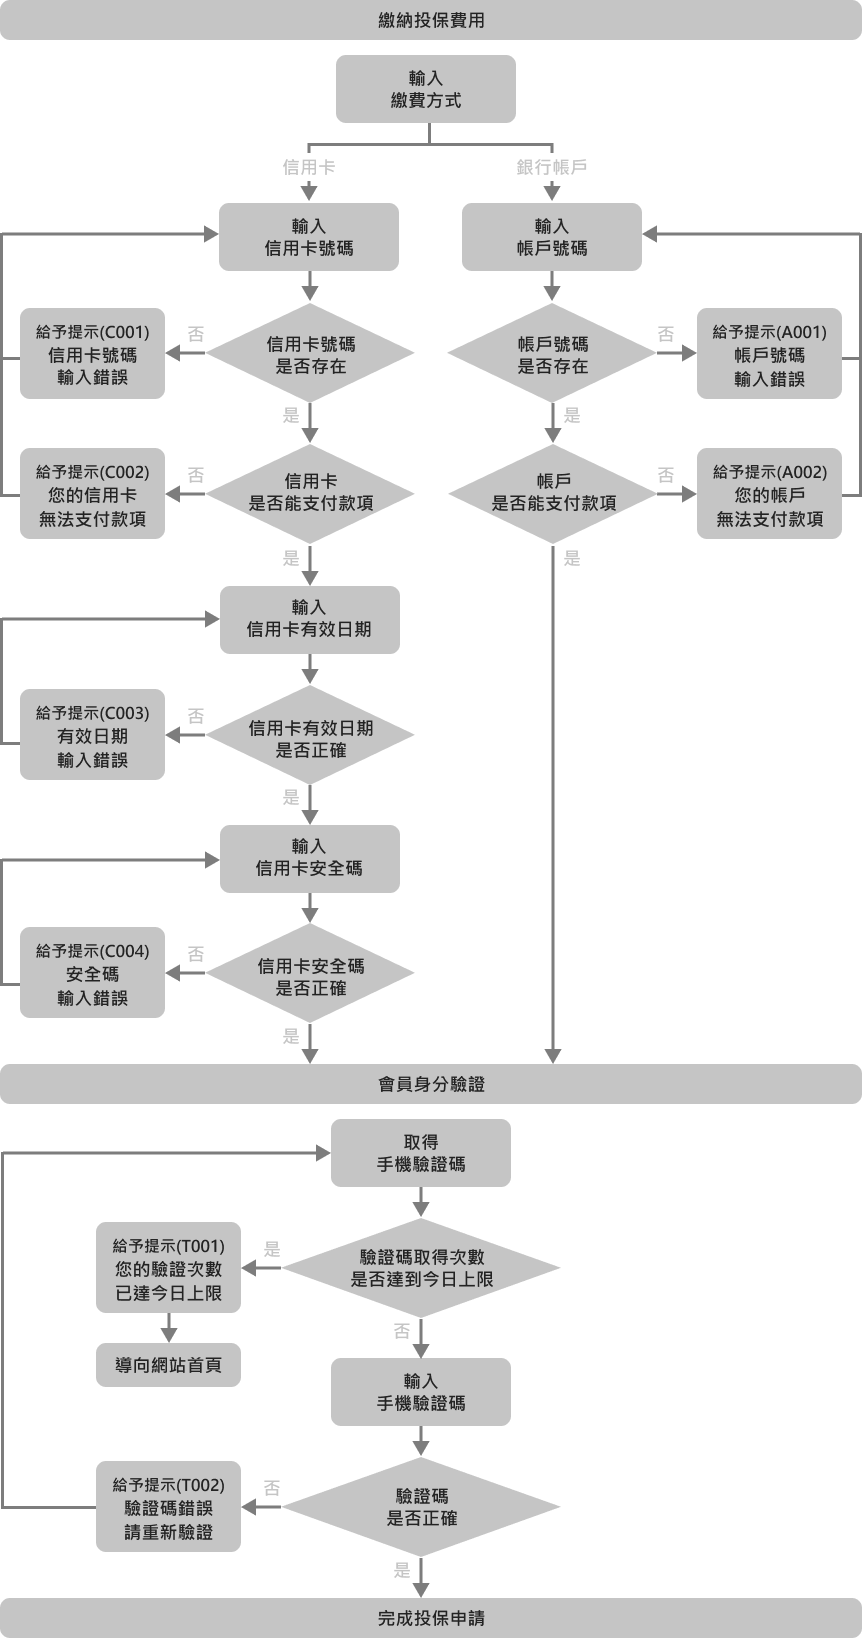 繳納投保費用
輸入
繳費方式
信用卡
銀行帳戶
輸入
信用卡號碼
輸入
帳戶號碼
給予提示(C001)
信用卡號碼
輸入錯誤
否
信用卡號碼
是否存在
帳戶號碼
是否存在
否
給予提示(A001)
帳戶號碼
輸入錯誤
是
是
給予提示(C002)
您的信用卡
無法支付款項
否
信用卡
是否能支付款項
帳戶
是否能支付款項
否
給予提示(A002)
您的帳戶
無法支付款項
是
是
輸入
信用卡有效日期
給予提示(C003)
有效日期
輸入錯誤
否
信用卡有效日期
是否正確
是
輸入
信用卡安全碼
給予提示(C004)
安全碼
輸入錯誤
否
信用卡安全碼
是否正確
是
會員身分驗證
取得
手機驗證碼
給予提示(T001)
您的驗證次數
已達今日上限
是
驗證碼取得次數
是否達到今日上限
否
導向網站首頁
輸入
手機驗證碼
給予提示(T002)
驗證碼錯誤
請重新驗證
否
驗證碼
是否正確
是
完成投保申請